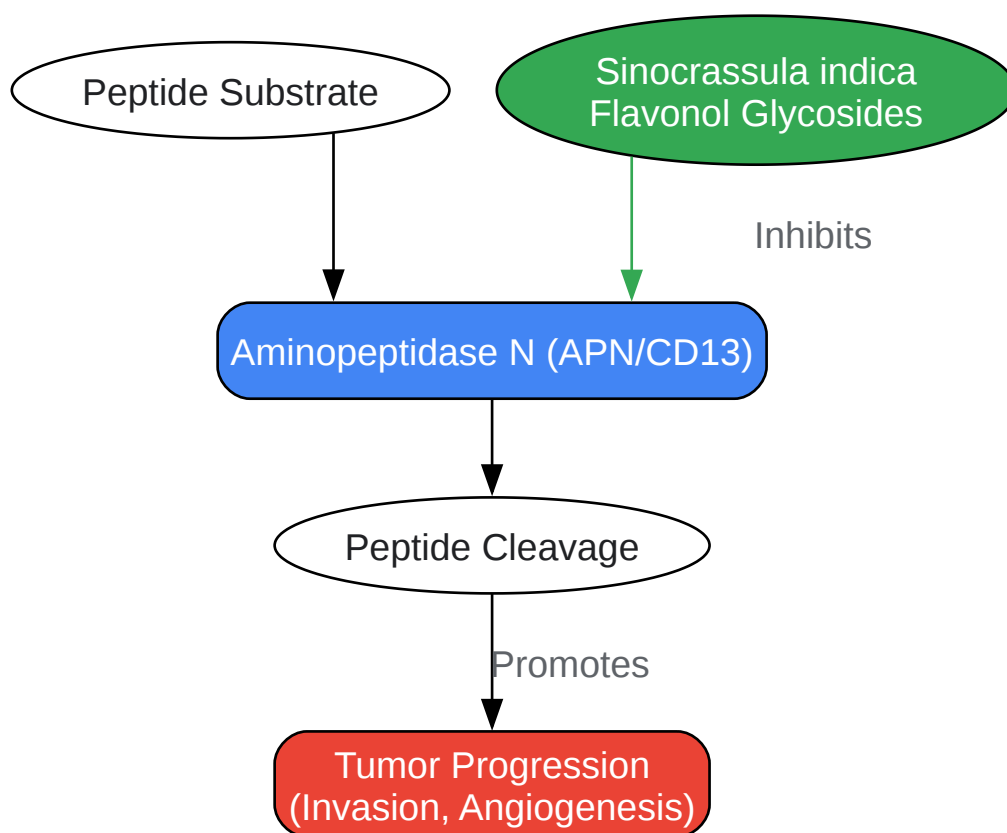 Peptide Substrate
Sinocrassula indica
Flavonol Glycosides
Inhibits
Aminopeptidase N (APN/CD13)
Peptide Cleavage
Promotes
Tumor Progression
(Invasion, Angiogenesis)